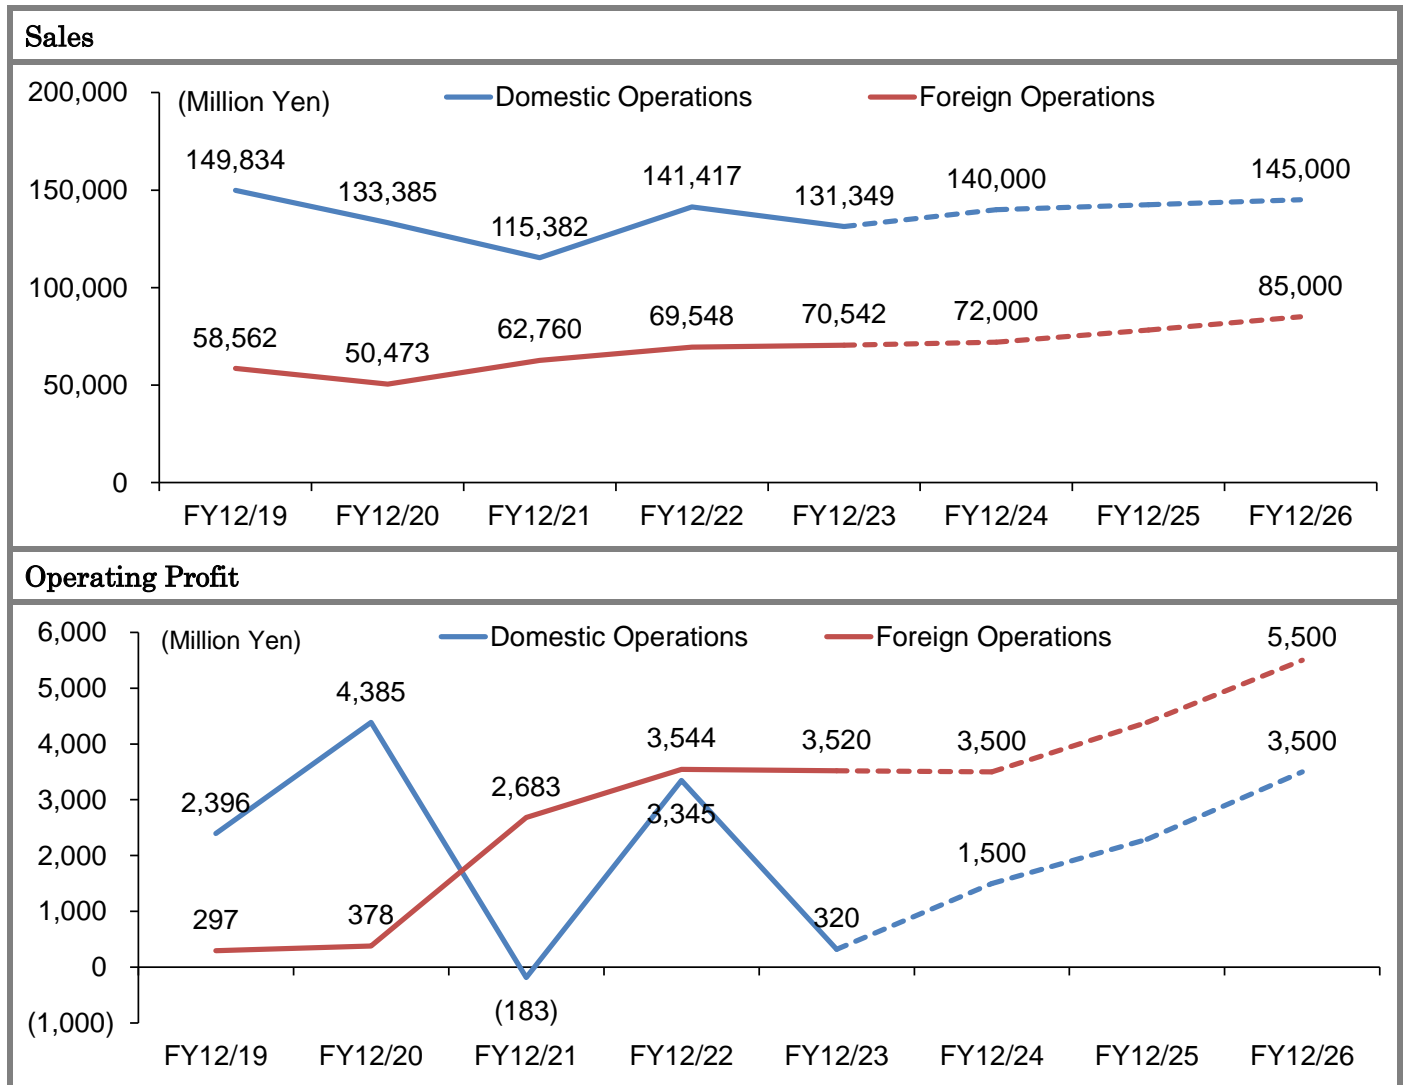 Sales
(Million Yen) Domestic Operations Foreign Operations
200,000
150,000
100,000
50,000
0
149,834 133,385 115,382 141,417 131,349 140,000 145,000
58,562 50,473 62,760 69,548 70,542 72,000 85,000
FY12/19 FY12/20 FY12/21 FY12/22 FY12/23 FY12/24 FY12/25 FY12/26
Operating Profit
(Million Yen) Domestic Operations Foreign Operations
6,000
5,000
4,000
3,000
2,000
1,000
0
(1,000)
2,396 4,385 (183) 3,345 320 1,500 3,500
297 378 2,683 3,544 3,520 3,500 5,500
FY12/19 FY12/20 FY12/21 FY12/22 FY12/23 FY12/24 FY12/25 FY12/26